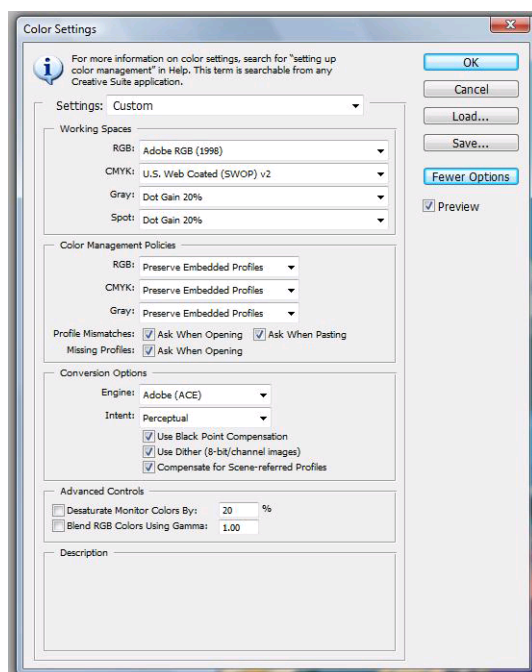 Color Settings
For more information on color settings, search for "setting up
color management" in Help. This term is searchable from any
Creative Suite application.
OK
Cancel
Load...
Save...
Fewer Options
Preview
Settings: Custom
Working Spaces
RGB: Adobe RGB (1998)
CMYK: U.S. Web Coated (SWOP) v2
Gray: Dot Gain 20%
Spot: Dot Gain 20%
Color Management Policies
RGB: Preserve Embedded Profiles
CMYK: Preserve Embedded Profiles
Gray: Preserve Embedded Profiles
Profile Mismatches: Ask When Opening Ask When Pasting
Missing Profiles: Ask When Opening
Conversion Options
Engine: Adobe (ACE)
Intent: Perceptual
Use Black Point Compensation
Use Dither (8-bit/channel images)
Compensate for Scene-referred Profiles
Advanced Controls
Desaturate Monitor Colors By: 20 %
Blend RGB Colors Using Gamma: 1.00
Description